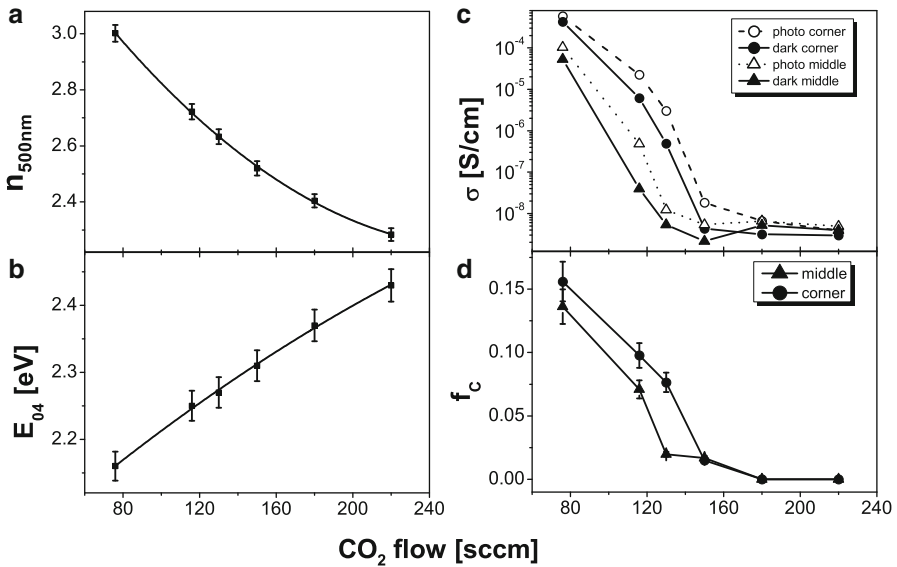 a
3.0
2.8
2.6
2.4
n500nm
b
2.4
2.3
2.2
E04 [eV]
80
120
160
200
240
c
photo corner
dark corner
photo middle
dark middle
10-4
10-5
10-6
10-7
10-8
σ [S/cm]
d
middle
corner
0.15
0.10
0.05
0.00
fC
80
120
160
200
240
CO2 flow [sccm]